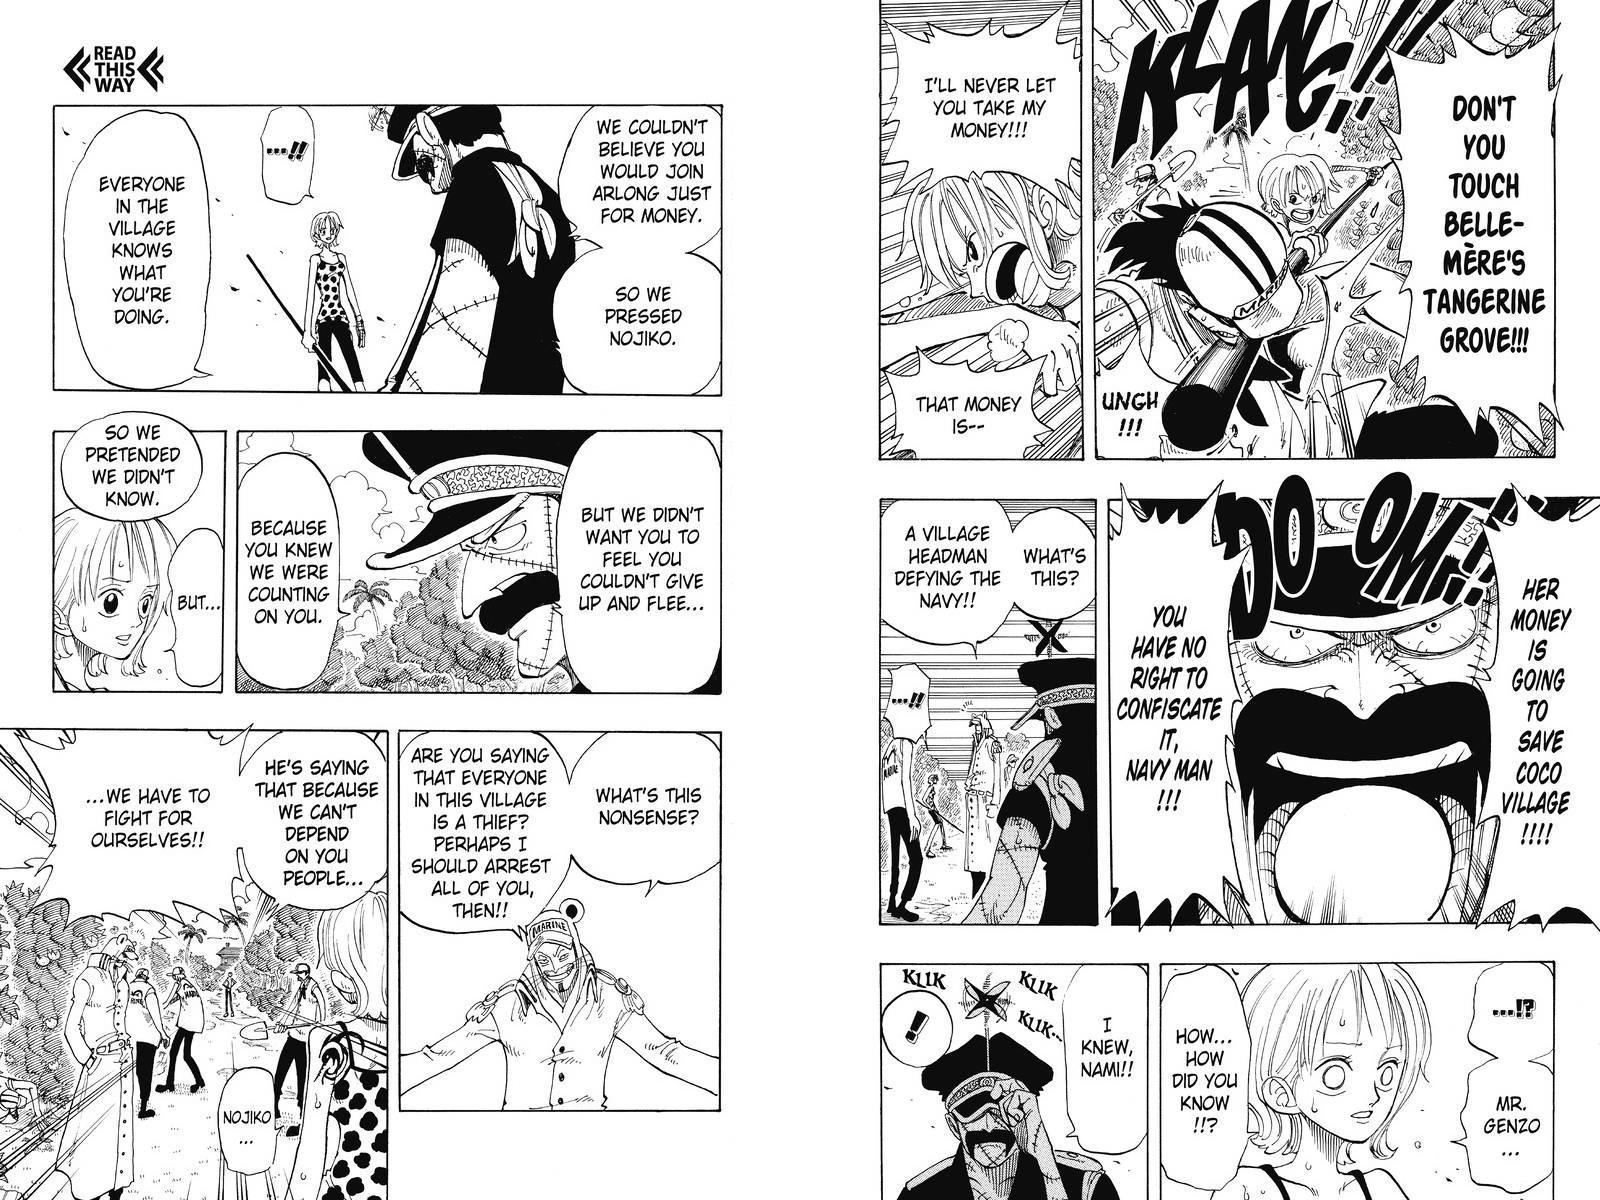 DON'T
YOU
TOUCH
BELLE-
MÈRE'S
TANGERINE
GROVE!!!
KLANG!!
UNGH
!!!
I'LL NEVER LET
YOU TAKE MY
MONEY!!!
THAT MONEY
IS--
HER
MONEY
IS
GOING
TO
SAVE
COCO
VILLAGE
!!!!
DOOM!!
YOU
HAVE NO
RIGHT TO
CONFISCATE
IT,
NAVY MAN
!!!
WHAT'S
THIS?
A VILLAGE
HEADMAN
DEFYING THE
NAVY!!
...!!
...!?
MR.
GENZO
...
HOW...
HOW
DID YOU
KNOW
!!?
I
KNEW,
NAMI!!
KLIK
KLIK--
KLIK
!
READ
THIS
WAY
WE COULDN'T
BELIEVE YOU
WOULD JOIN
ARLONG JUST
FOR MONEY.
SO WE
PRESSED
NOJIKO.
...!!
EVERYONE
IN THE
VILLAGE
KNOWS
WHAT
YOU'RE
DOING.
BUT WE DIDN'T
WANT YOU TO
FEEL YOU
COULDN'T GIVE
UP AND FLEE...
BECAUSE
YOU KNEW
WE WERE
COUNTING
ON YOU.
SO WE
PRETENDED
WE DIDN'T
KNOW.
BUT...
WHAT'S THIS
NONSENSE?
ARE YOU SAYING
THAT EVERYONE
IN THIS VILLAGE
IS A THIEF?
PERHAPS I
SHOULD ARREST
ALL OF YOU,
THEN!!
MARINE
HE'S SAYING
THAT BECAUSE
WE CAN'T
DEPEND
ON YOU
PEOPLE...
...WE HAVE TO
FIGHT FOR
OURSELVES!!
NOJIKO
...